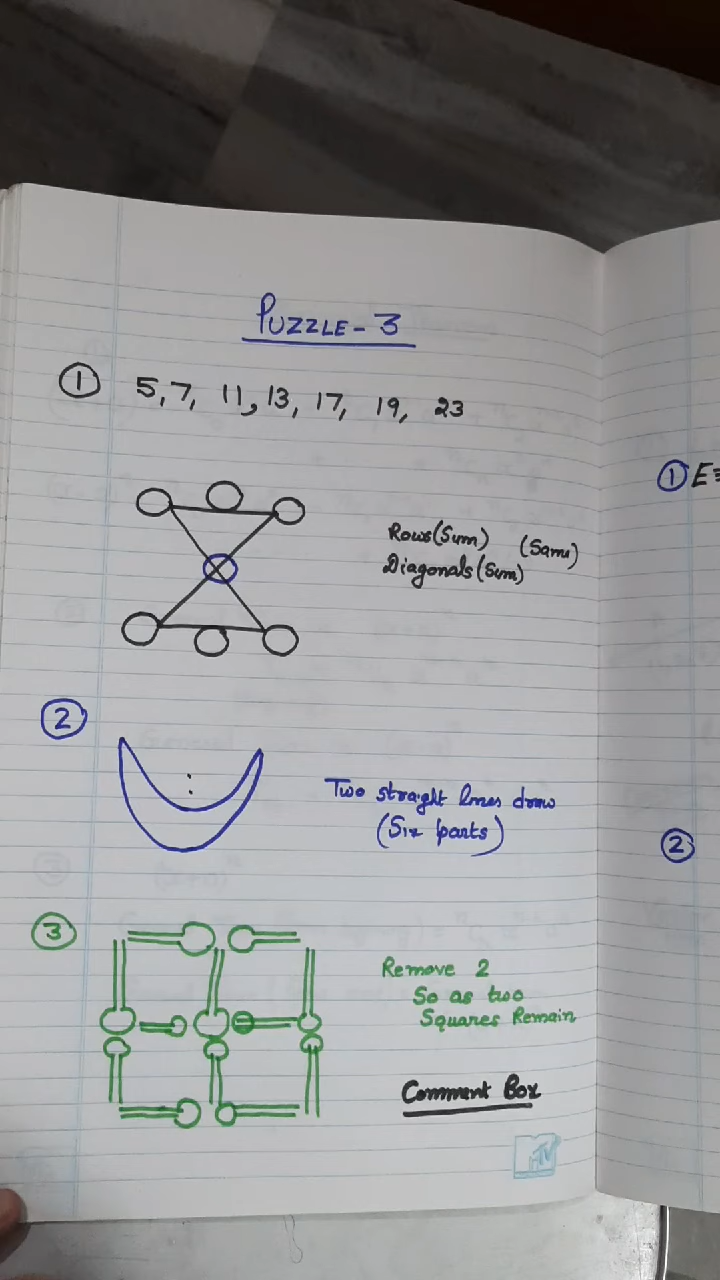 PUZZLE-3
① 5,7, 11, 13, 17, 19, 23
Rows(Sum) (Same)
Diagonals(Sum)
②
Two straight lines draw
(Six parts)
③
Remove 2
So as two
Squares Remain
Comment Box
MTV
① E=
②